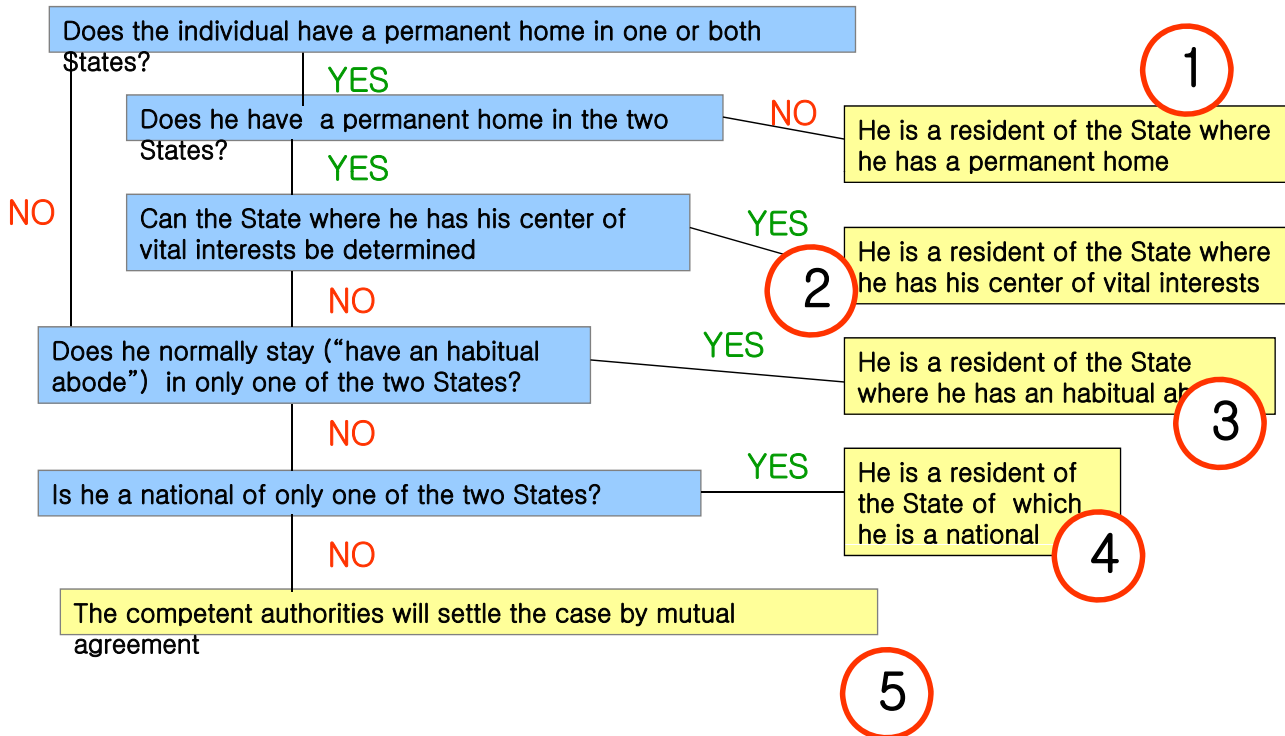 Does the individual have a permanent home in one or both
States?
1
YES
Does he have a permanent home in the two
States?
NO
He is a resident of the State where
he has a permanent home
YES
NO
Can the State where he has his center of
vital interests be determined
YES
He is a resident of the State where
he has his center of vital interests
2
NO
Does he normally stay (“have an habitual
abode”) in only one of the two States?
YES
He is a resident of the State
where he has an habitual
3
NO
Is he a national of only one of the two States?
YES
He is a resident of
the State of which
he is a national
4
NO
The competent authorities will settle the case by mutual
agreement
5